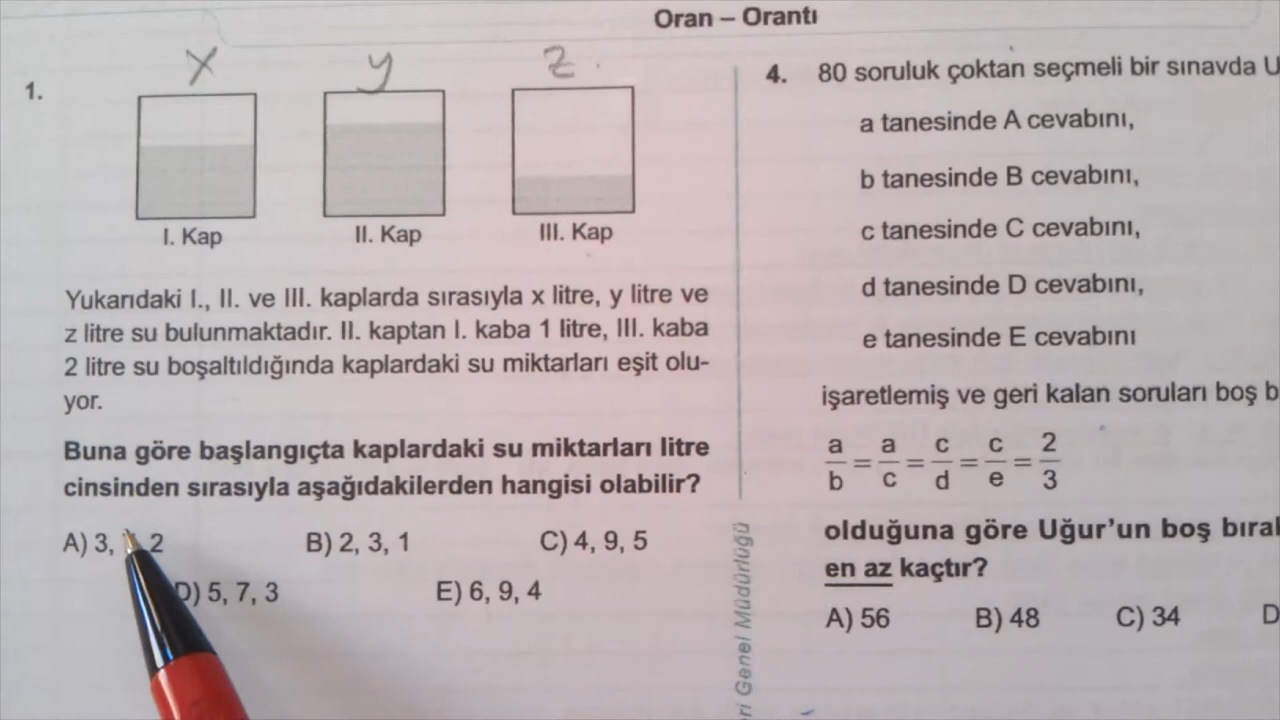 Oran – Orantı
x y z
1.
I. Kap II. Kap III. Kap
Yukarıdaki I., II. ve III. kaplarda sırasıyla x litre, y litre ve
z litre su bulunmaktadır. II. kaptan I. kaba 1 litre, III. kaba
2 litre su boşaltıldığında kaplardaki su miktarları eşit olu-
yor.
Buna göre başlangıçta kaplardaki su miktarları litre
cinsinden sırasıyla aşağıdakilerden hangisi olabilir?
A) 3, 2 B) 2, 3, 1 C) 4, 9, 5
D) 5, 7, 3 E) 6, 9, 4
ri Genel Müdürlüğü
4. 80 soruluk çoktan seçmeli bir sınavda U
a tanesinde A cevabını,
b tanesinde B cevabını,
c tanesinde C cevabını,
d tanesinde D cevabını,
e tanesinde E cevabını
işaretlemiş ve geri kalan soruları boş b
a/b = a/c = c/d = c/e = 2/3
olduğuna göre Uğur'un boş bıra
en az kaçtır?
A) 56 B) 48 C) 34 D